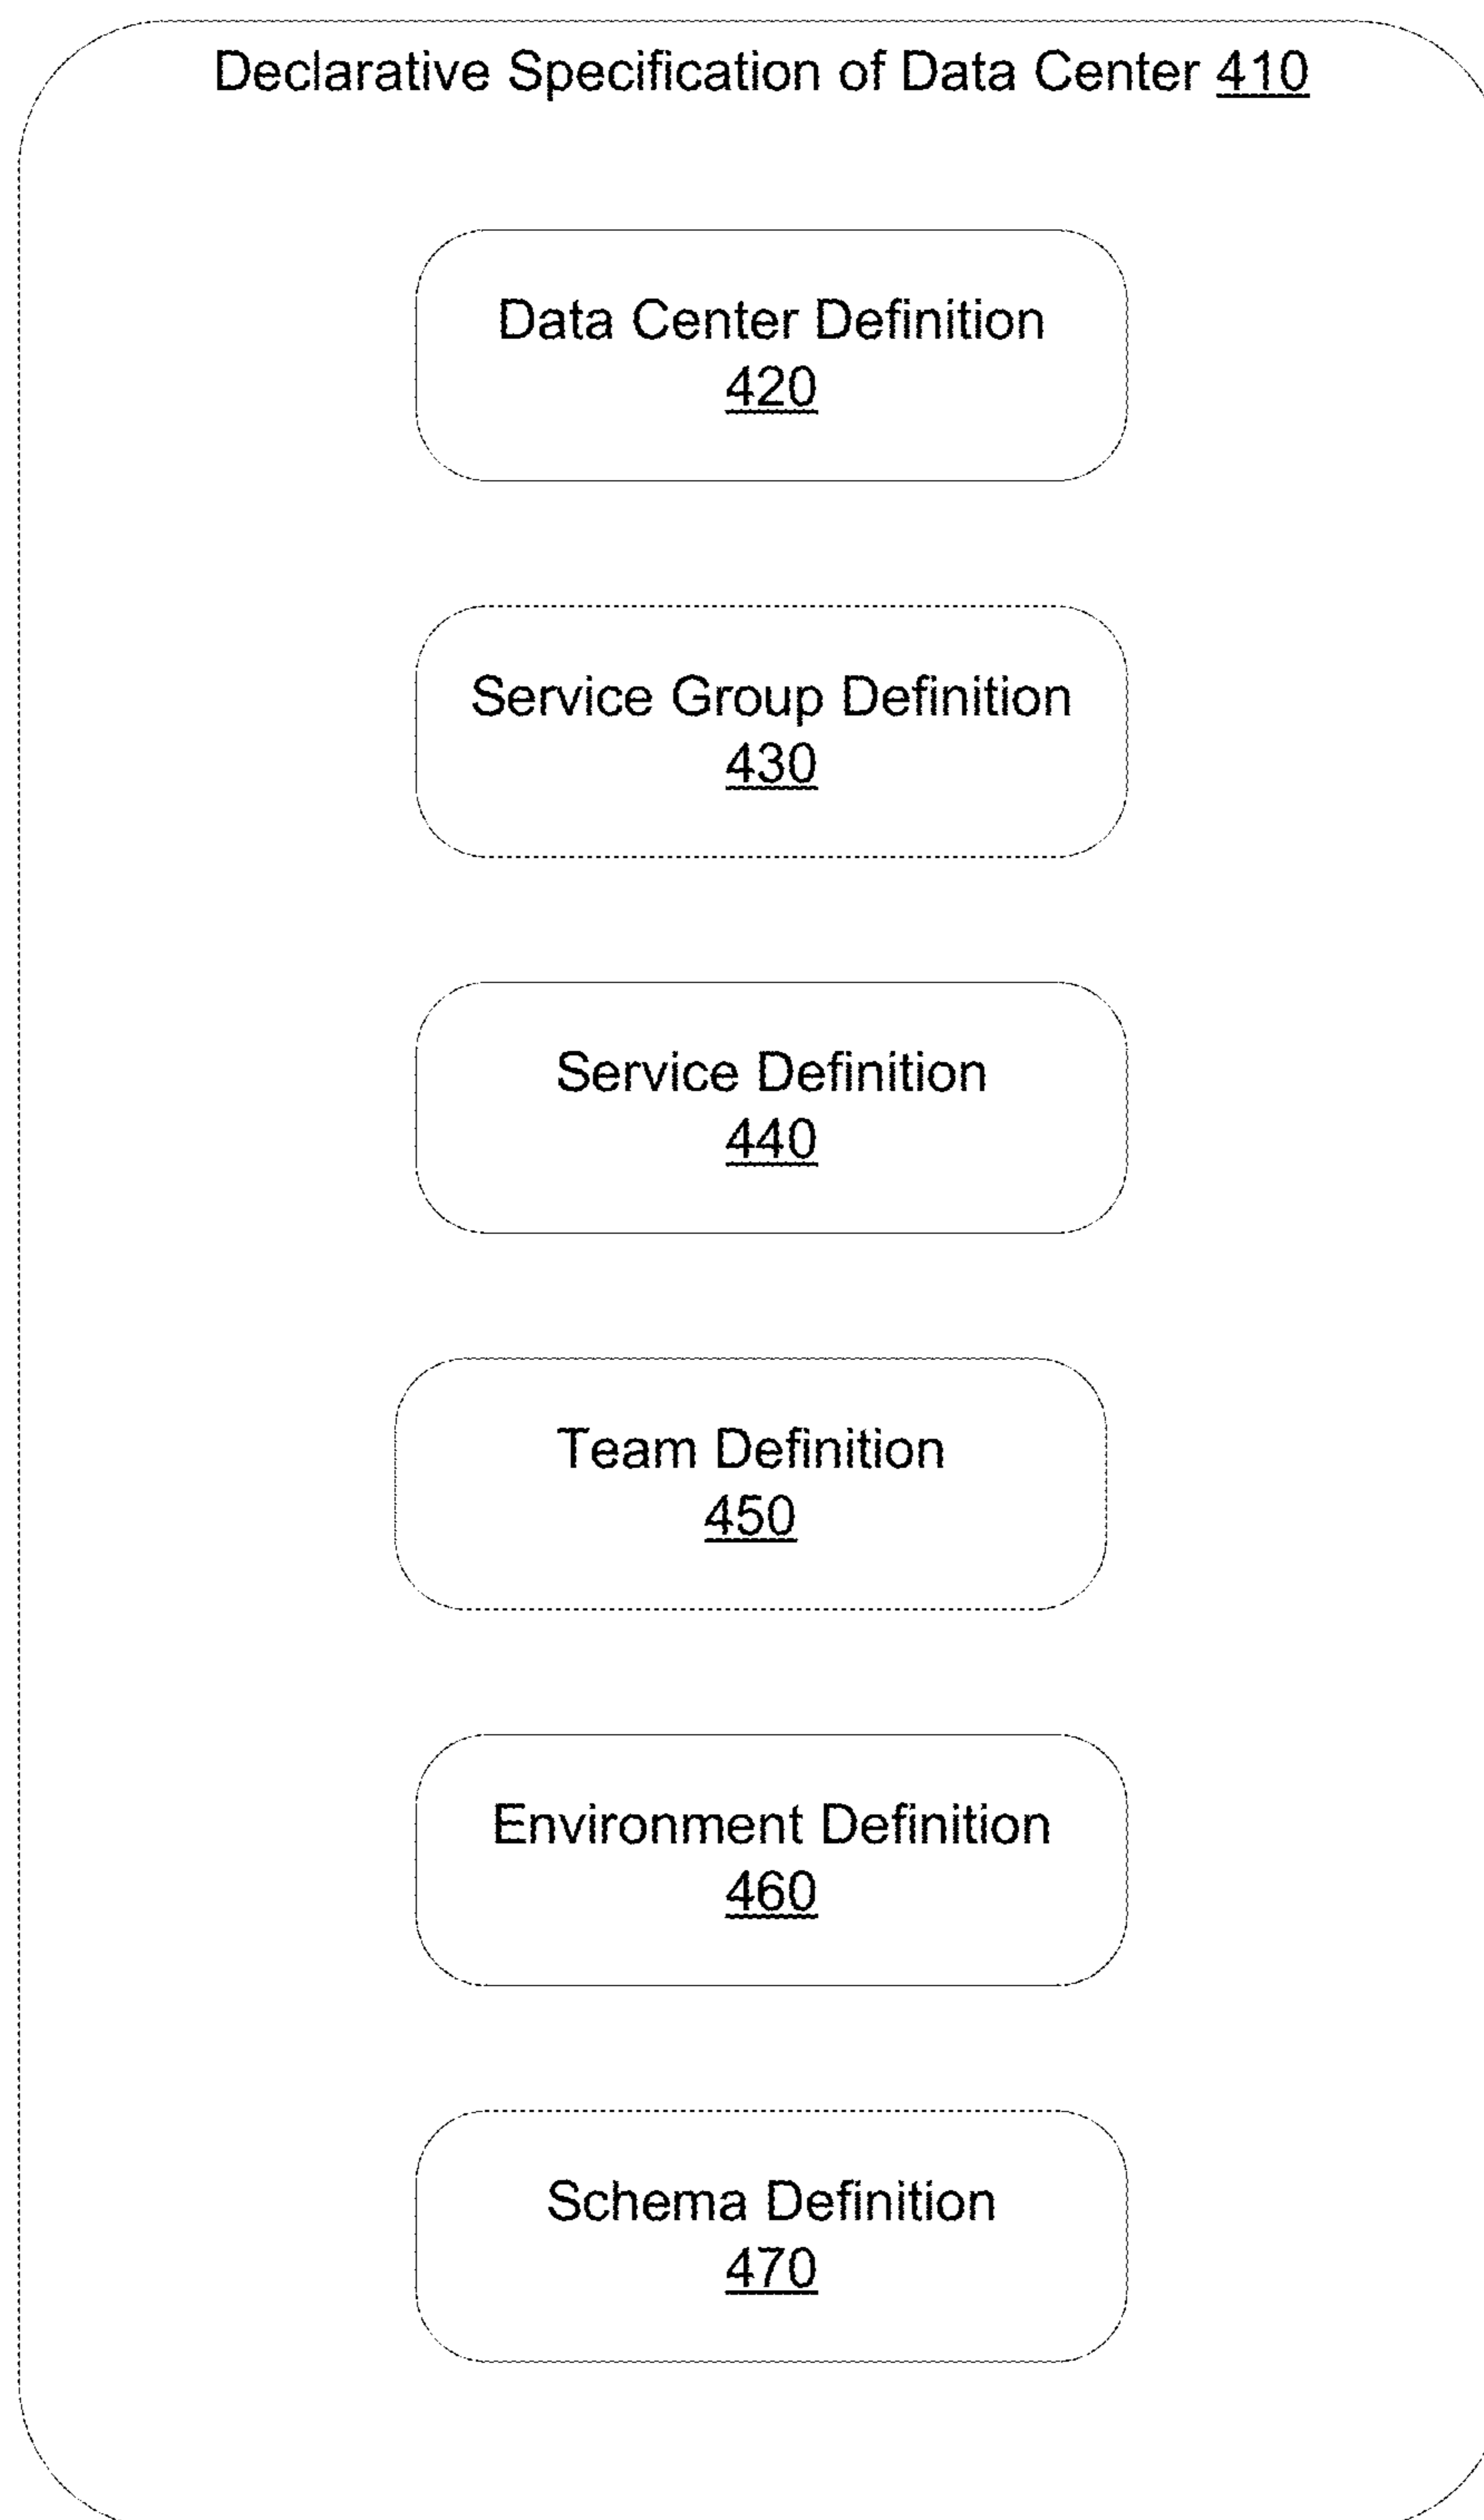 Declarative Specification of Data Center 410
Data Center Definition
420
Service Group Definition
430
Service Definition
440
Team Definition
450
Environment Definition
460
Schema Definition
470